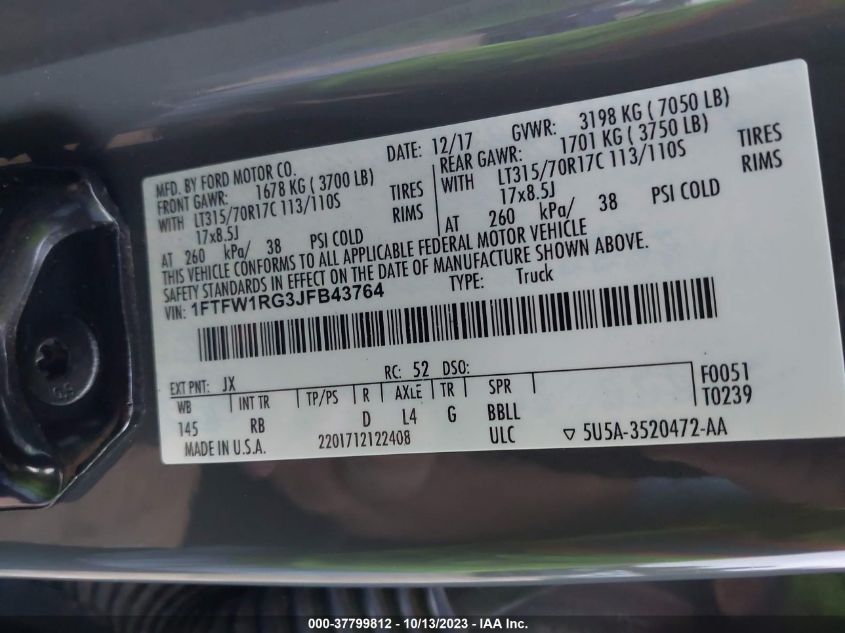 MFD. BY FORD MOTOR CO.
DATE: 12/17
GVWR: 3198 KG ( 7050 LB)
FRONT GAWR: 1678 KG ( 3700 LB)
REAR GAWR: 1701 KG ( 3750 LB)
WITH LT315/70R17C 113/110S TIRES
WITH LT315/70R17C 113/110S TIRES
17x8.5J RIMS
17x8.5J RIMS
AT 260 kPa/ 38 PSI COLD
AT 260 kPa/ 38 PSI COLD
THIS VEHICLE CONFORMS TO ALL APPLICABLE FEDERAL MOTOR VEHICLE
SAFETY STANDARDS IN EFFECT ON THE DATE OF MANUFACTURE SHOWN ABOVE.
VIN: 1FTFW1RG3JFB43764
TYPE: Truck
EXT PNT: JX RC: 52 DSO:
WB INT TR TP/PS R AXLE TR SPR
F0051
145 RB D L4 G BBLL
T0239
MADE IN U.S.A. 2201712122408 ULC ▽ 5U5A-3520472-AA
000-37799812 - 10/13/2023 - IAA Inc.